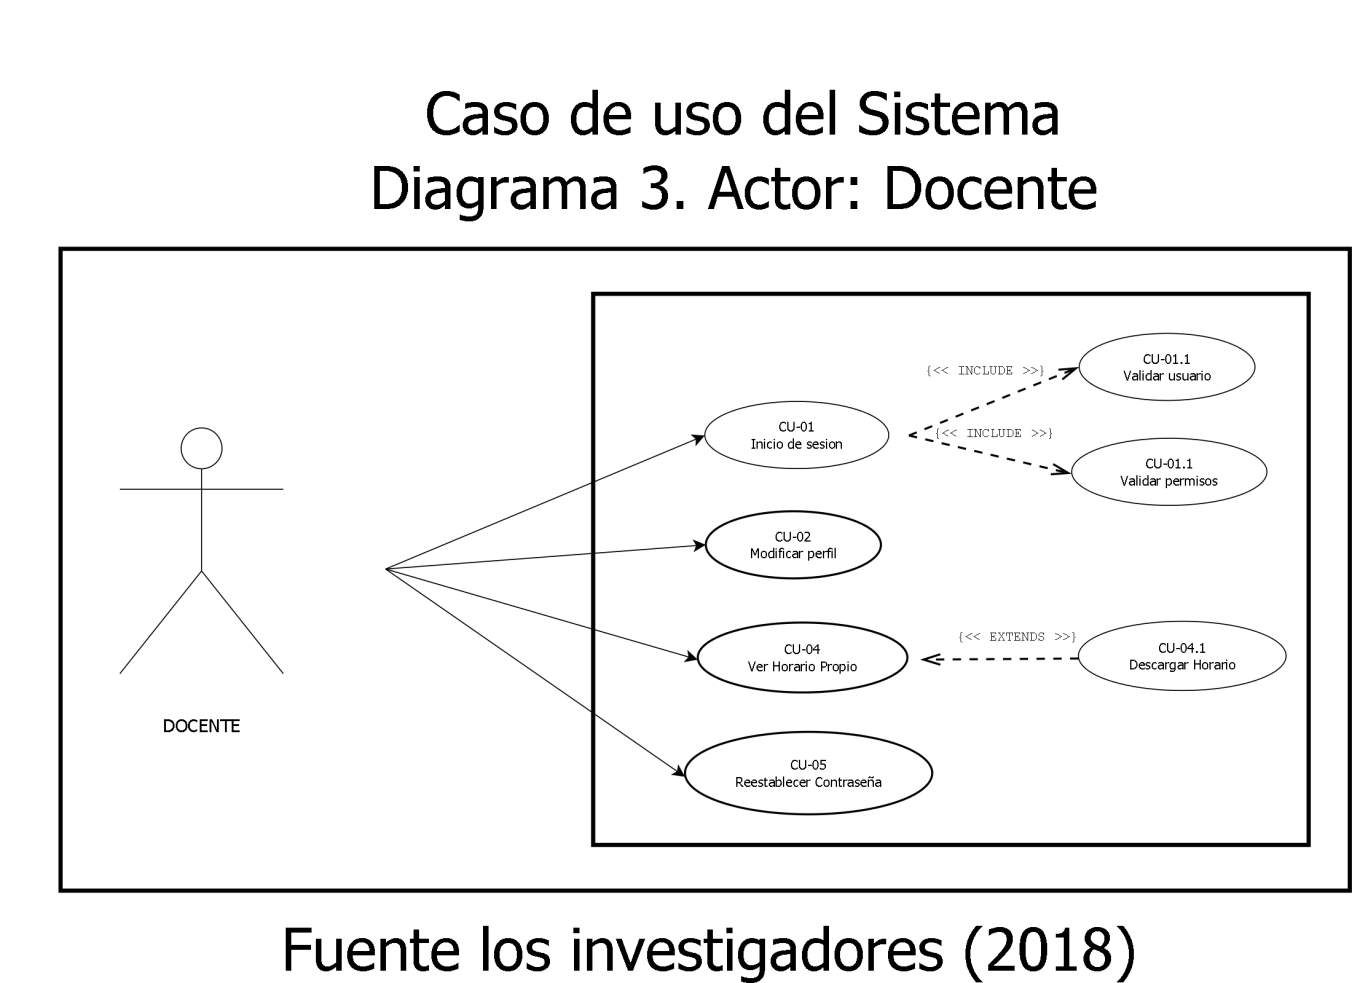 Caso de uso del Sistema
Diagrama 3. Actor: Docente
DOCENTE
CU-01
Inicio de sesion
{<< INCLUDE >>}
CU-01.1
Validar usuario
{<< INCLUDE >>}
CU-01.1
Validar permisos
CU-02
Modificar perfil
CU-04
Ver Horario Propio
{<< EXTENDS >>}
CU-04.1
Descargar Horario
CU-05
Reestablecer Contraseña
Fuente los investigadores (2018)